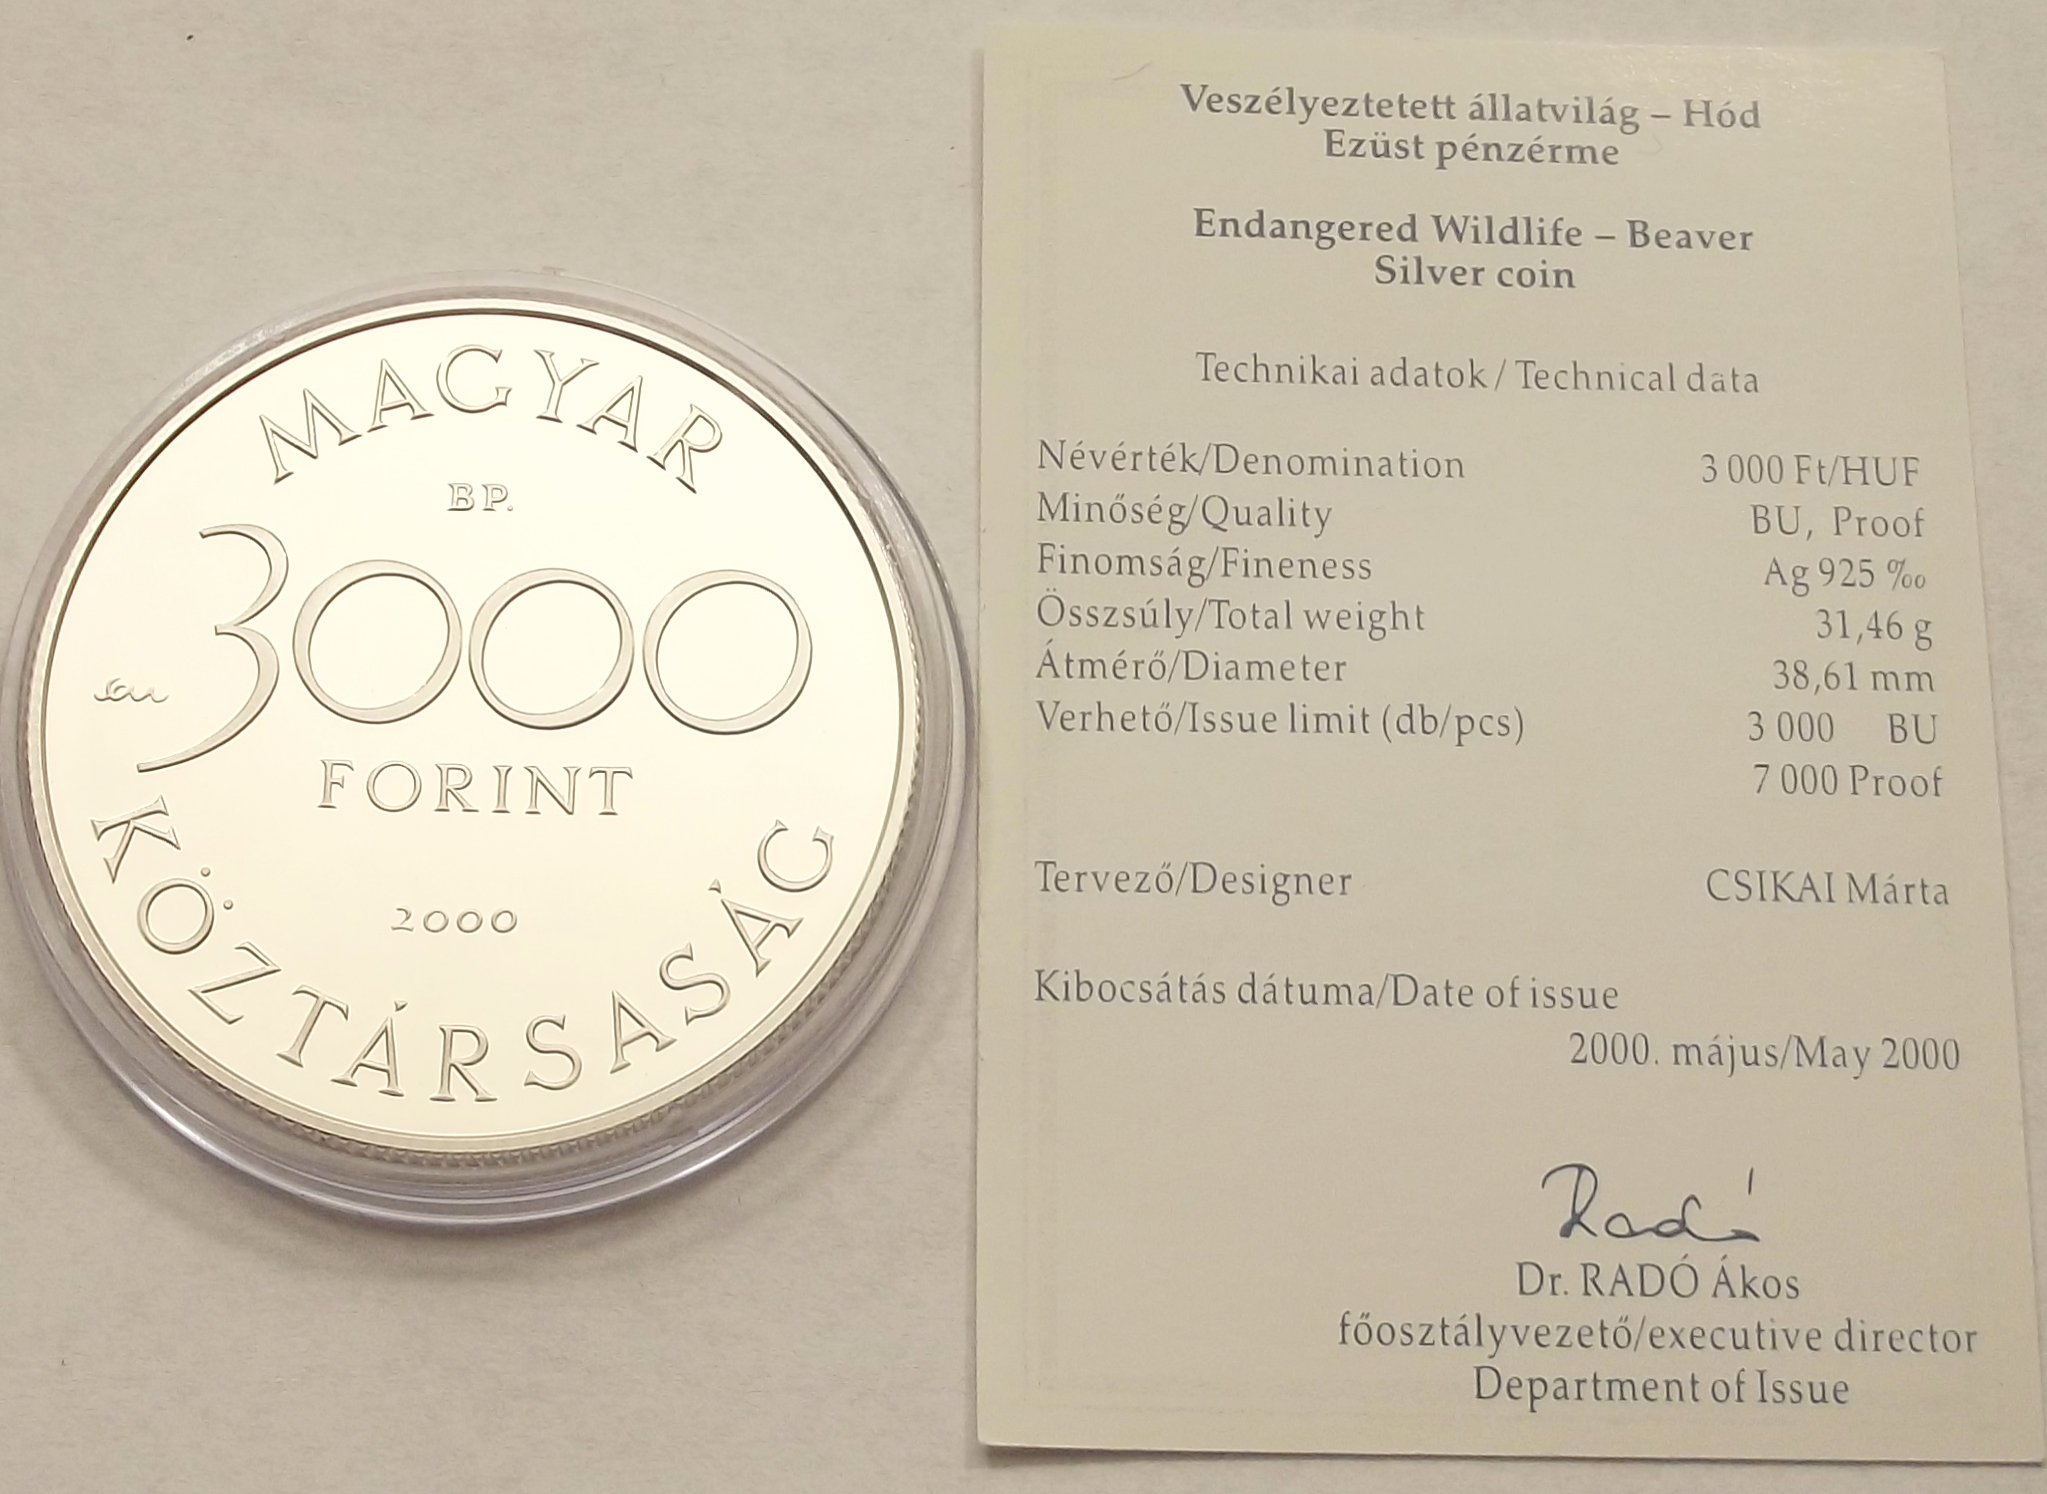 MAGYAR
BP.
3000
FORINT
2000
KÖZTÁRSASÁG
Veszélyeztetett állatvilág – Hód
Ezüst pénzérme
Endangered Wildlife – Beaver
Silver coin
Technikai adatok / Technical data
Névérték/Denomination 3 000 Ft/HUF
Minőség/Quality BU, Proof
Finomság/Fineness Ag 925 ‰
Összsúly/Total weight 31,46 g
Átmérő/Diameter 38,61 mm
Verhető/Issue limit (db/pcs) 3 000 BU
7 000 Proof
Tervező/Designer CSIKAI Márta
Kibocsátás dátuma/Date of issue
2000. május/May 2000
Radó
Dr. RADÓ Ákos
főosztályvezető/executive director
Department of Issue